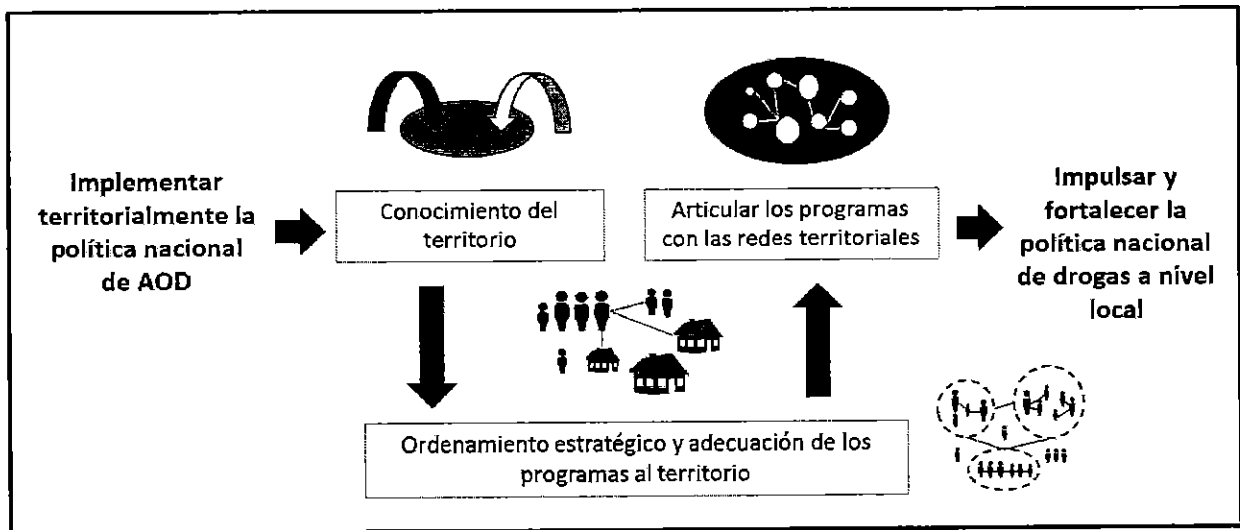 Implementar
territorialmente la
política nacional
de AOD
Conocimiento del
territorio
Articular los programas
con las redes territoriales
Impulsar y
fortalecer la
política nacional
de drogas a nivel
local
Ordenamiento estratégico y adecuación de los
programas al territorio